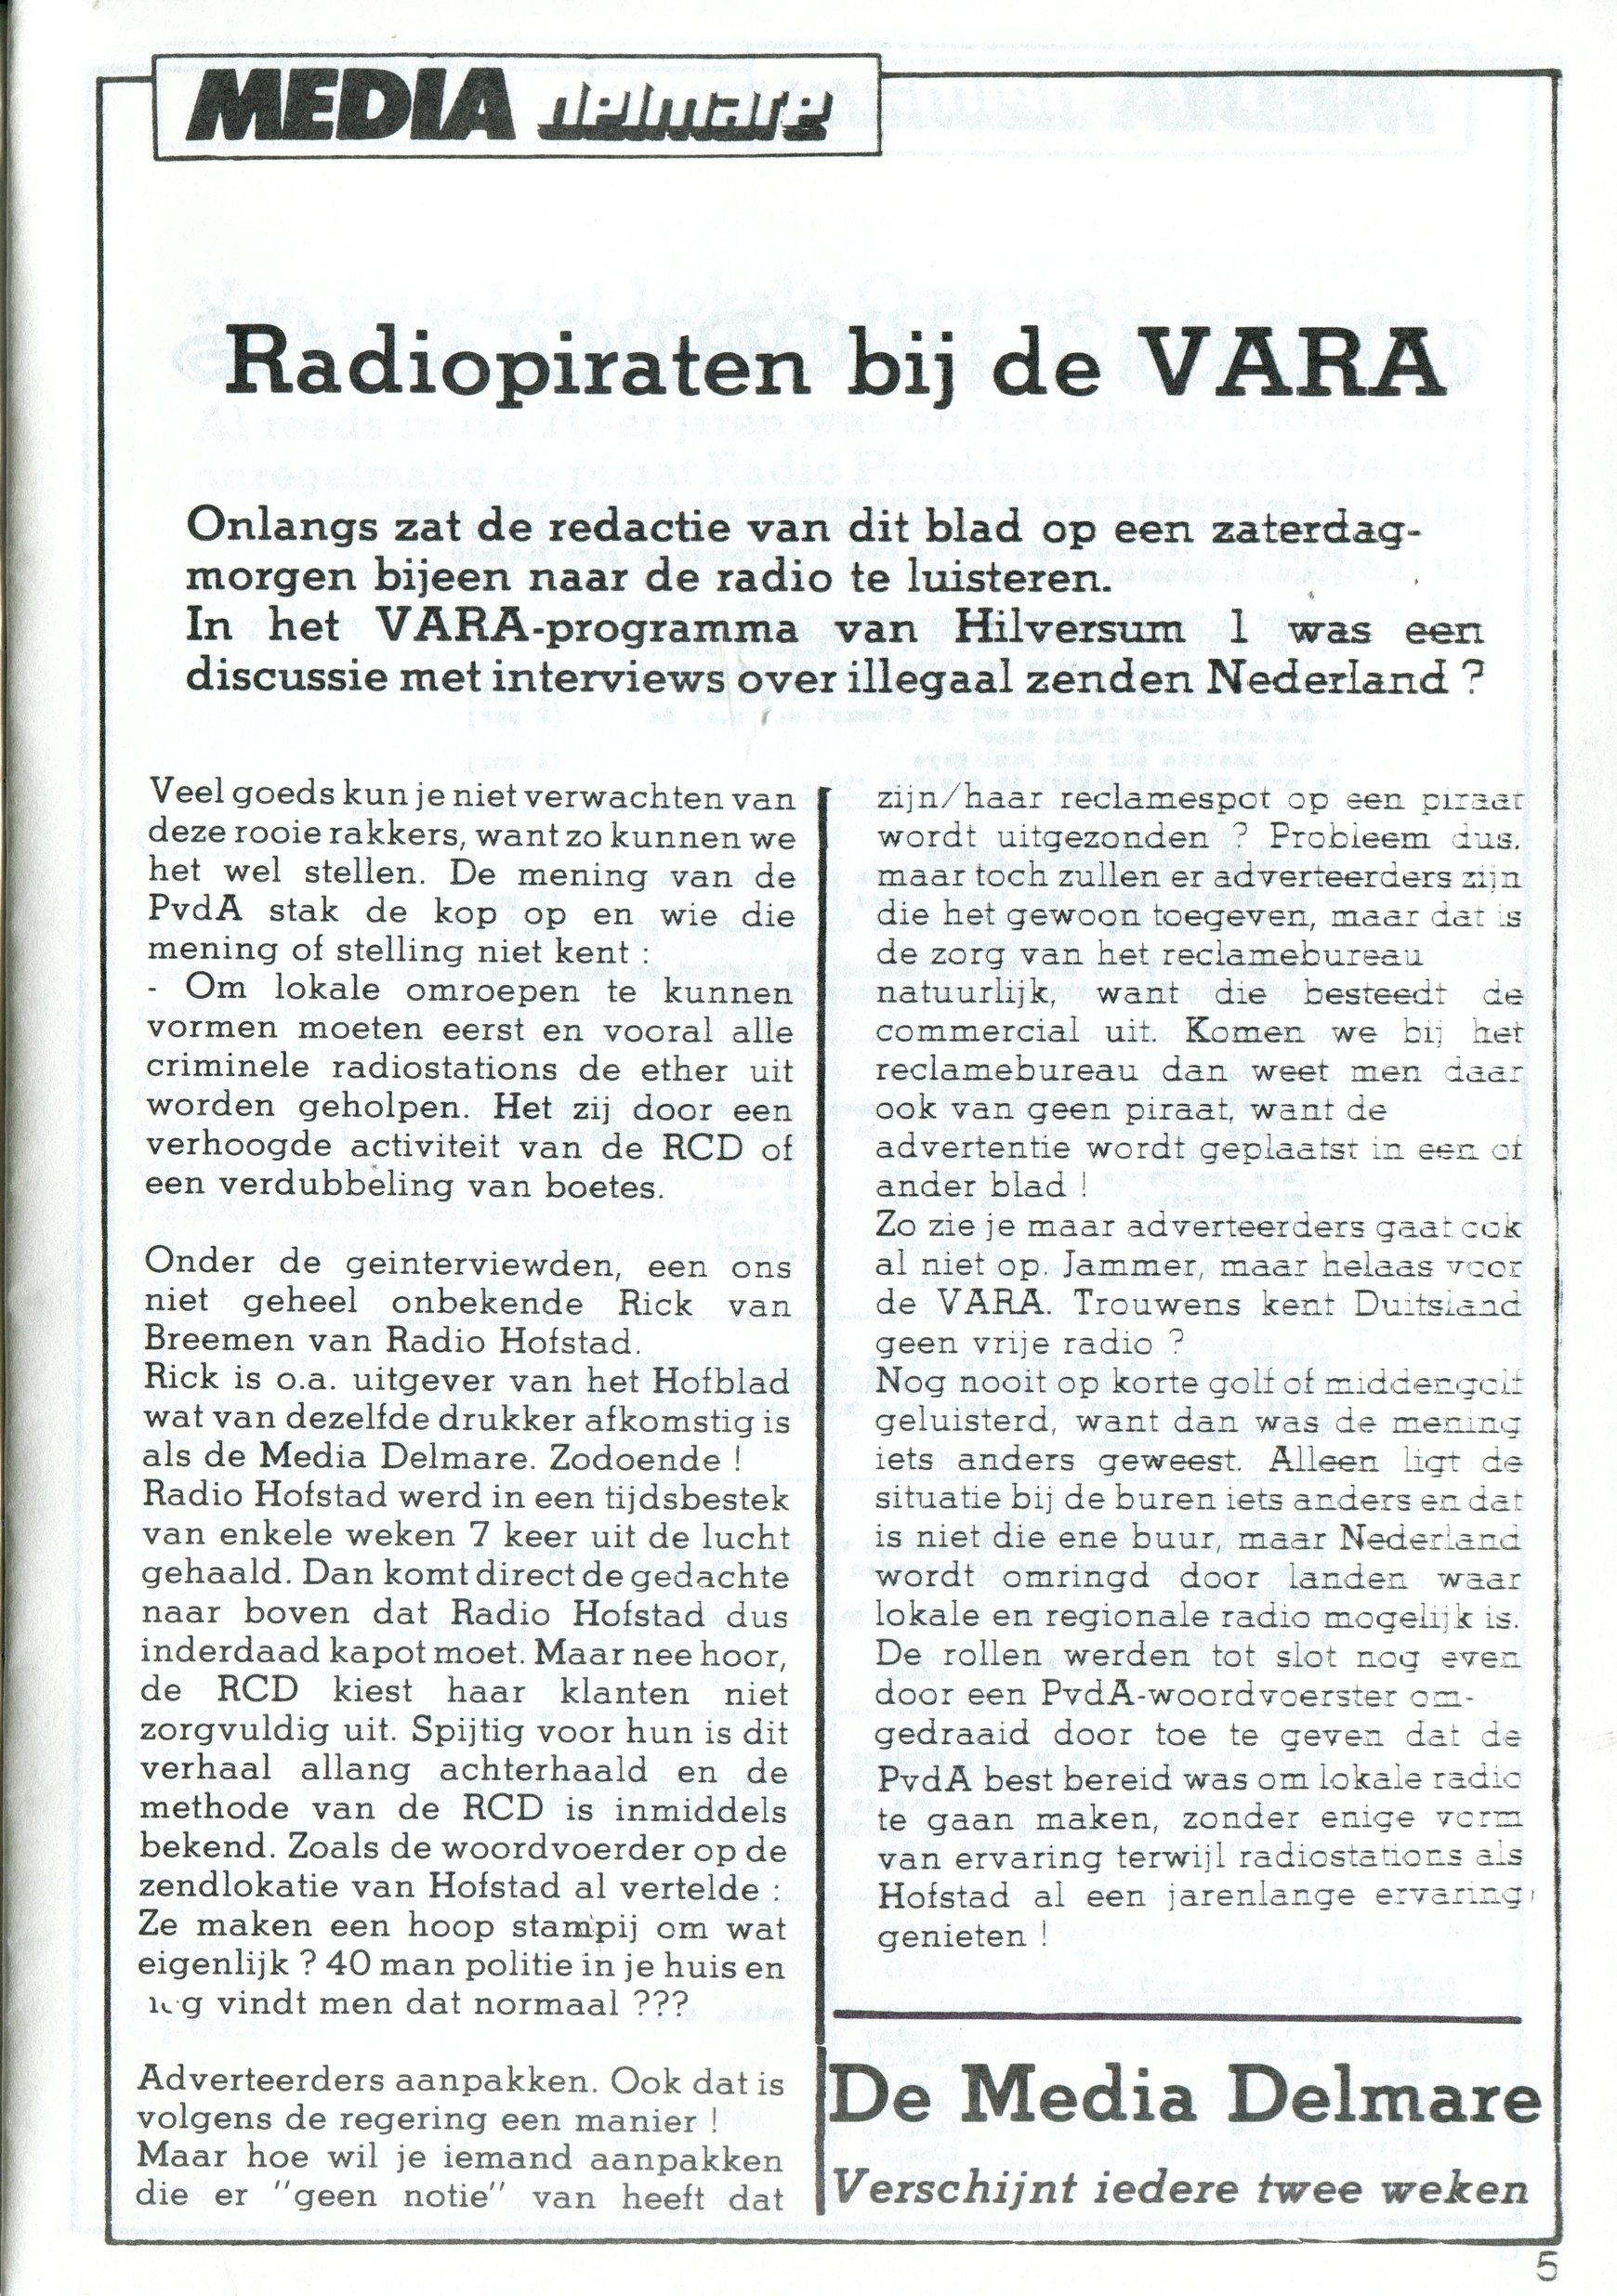 MEDIA delmare
Radiopiraten bij de VARA
Onlangs zat de redactie van dit blad op een zaterdag-
morgen bijeen naar de radio te luisteren.
In het VARA-programma van Hilversum 1 was een
discussie met interviews over illegaal zenden Nederland ?
Veel goeds kun je niet verwachten van
deze rooie rakkers, want zo kunnen we
het wel stellen. De mening van de
PvdA stak de kop op en wie die
mening of stelling niet kent :
- Om lokale omroepen te kunnen
vormen moeten eerst en vooral alle
criminele radiostations de ether uit
worden geholpen. Het zij door een
verhoogde activiteit van de RCD of
een verdubbeling van boetes.
Onder de geinterviewden, een ons
niet geheel onbekende Rick van
Breemen van Radio Hofstad.
Rick is o.a. uitgever van het Hofblad
wat van dezelfde drukker afkomstig is
als de Media Delmare. Zodoende !
Radio Hofstad werd in een tijdsbestek
van enkele weken 7 keer uit de lucht
gehaald. Dan komt direct de gedachte
naar boven dat Radio Hofstad dus
inderdaad kapot moet. Maar nee hoor,
de RCD kiest haar klanten niet
zorgvuldig uit. Spijtig voor hun is dit
verhaal allang achterhaald en de
methode van de RCD is inmiddels
bekend. Zoals de woordvoerder op de
zendlokatie van Hofstad al vertelde :
Ze maken een hoop stampij om wat
eigenlijk ? 40 man politie in je huis en
nog vindt men dat normaal ???
Adverteerders aanpakken. Ook dat is
volgens de regering een manier !
Maar hoe wil je iemand aanpakken
die er "geen notie" van heeft dat
zijn/haar reclamespot op een piraat
wordt uitgezonden ? Probleem dus.
maar toch zullen er adverteerders zijn
die het gewoon toegeven, maar dat is
de zorg van het reclamebureau
natuurlijk, want die besteedt de
commercial uit. Komen we bij het
reclamebureau dan weet men daar
ook van geen piraat, want de
advertentie wordt geplaatst in een of
ander blad !
Zo zie je maar adverteerders gaat ook
al niet op. Jammer, maar helaas voor
de VARA. Trouwens kent Duitsland
geen vrije radio ?
Nog nooit op korte golf of middengolf
geluisterd, want dan was de mening
iets anders geweest. Alleen ligt de
situatie bij de buren iets anders en dat
is niet die ene buur, maar Nederland
wordt omringd door landen waar
lokale en regionale radio mogelijk is.
De rollen werden tot slot nog even
door een PvdA-woordvoerster om-
gedraaid door toe te geven dat de
PvdA best bereid was om lokale radio
te gaan maken, zonder enige vorm
van ervaring terwijl radiostations als
Hofstad al een jarenlange ervaring
genieten !
De Media Delmare
Verschijnt iedere twee weken
5